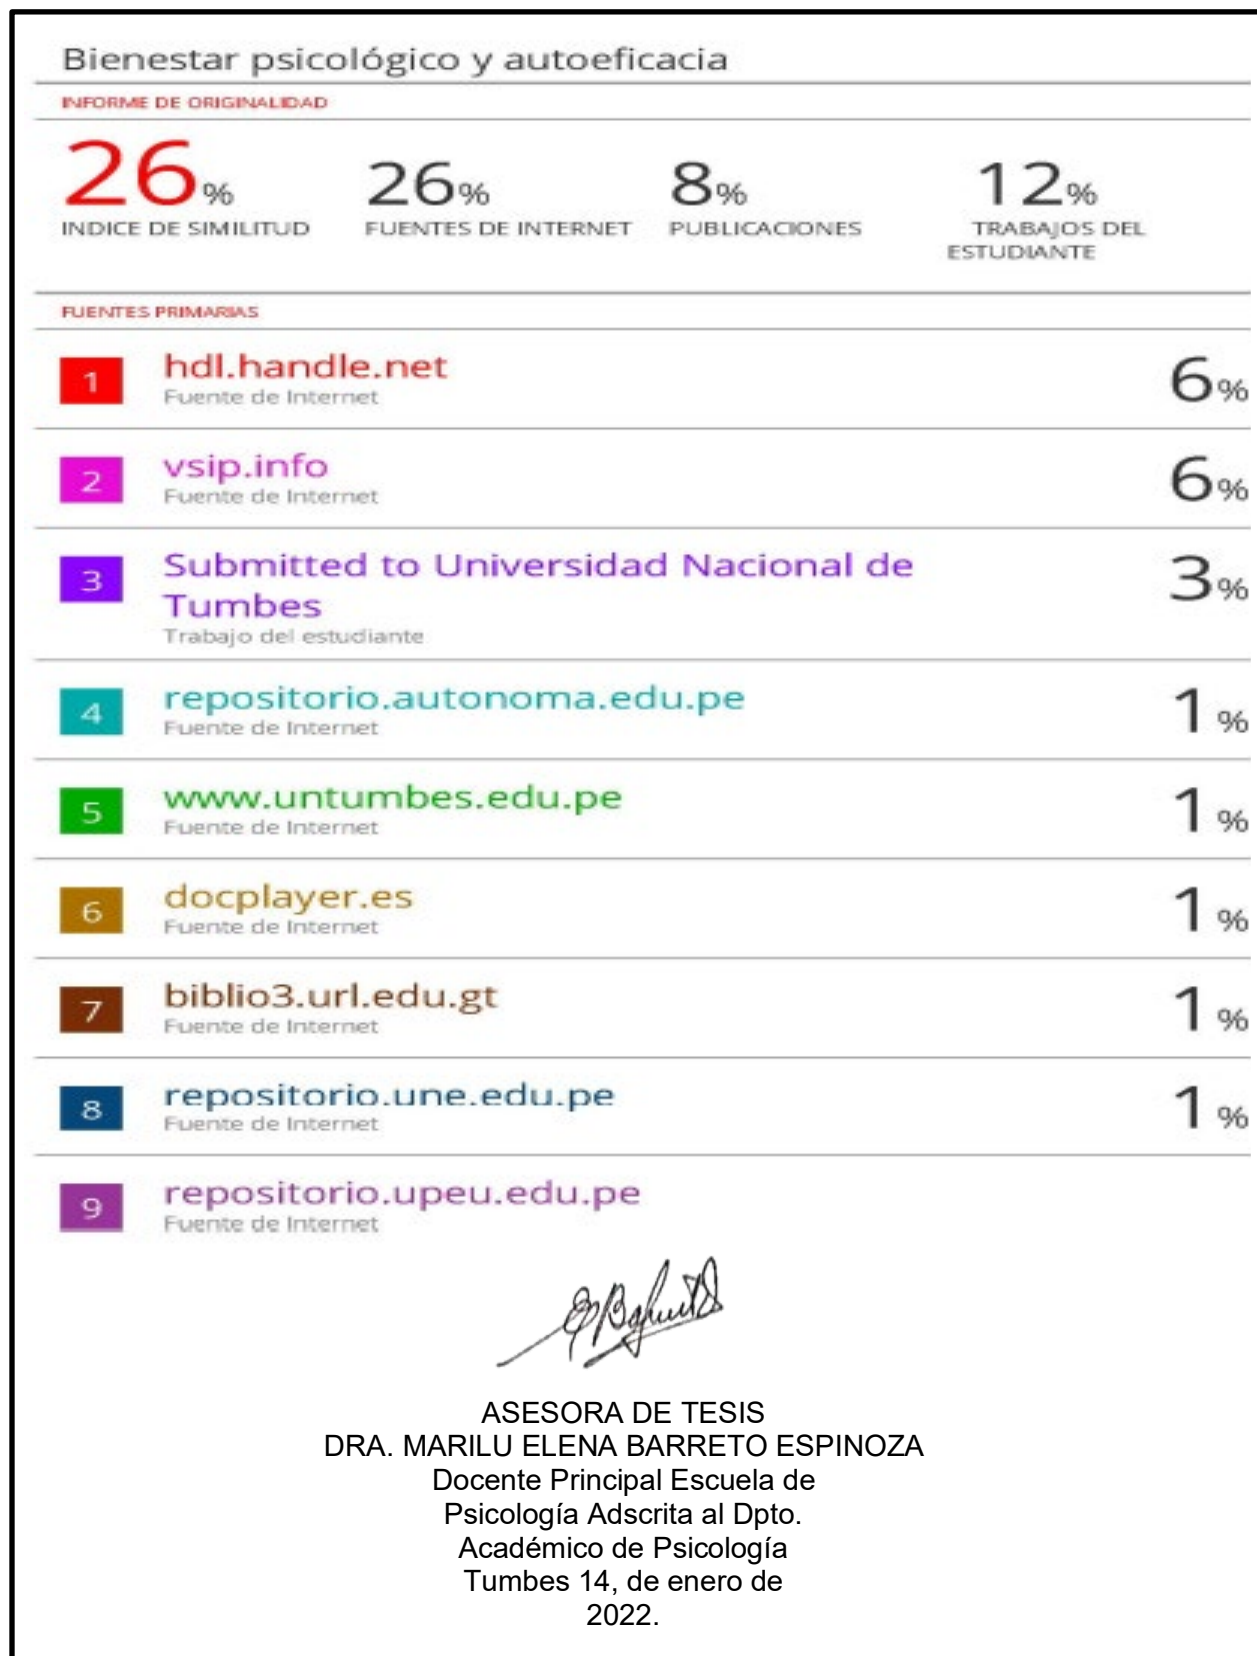 Bienestar psicológico y autoeficacia
INFORME DE ORIGINALIDAD
26%
INDICE DE SIMILITUD
26%
FUENTES DE INTERNET
8%
PUBLICACIONES
12%
TRABAJOS DEL
ESTUDIANTE
FUENTES PRIMARIAS
1 hdl.handle.net 6%
Fuente de Internet
2 vsip.info 6%
Fuente de Internet
3 Submitted to Universidad Nacional de 3%
Tumbes
Trabajo del estudiante
4 repositorio.autonoma.edu.pe 1%
Fuente de Internet
5 www.untumbes.edu.pe 1%
Fuente de Internet
6 docplayer.es 1%
Fuente de Internet
7 biblio3.url.edu.gt 1%
Fuente de Internet
8 repositorio.une.edu.pe 1%
Fuente de Internet
9 repositorio.upeu.edu.pe
Fuente de Internet
ASESORA DE TESIS
DRA. MARILU ELENA BARRETO ESPINOZA
Docente Principal Escuela de
Psicología Adscrita al Dpto.
Académico de Psicología
Tumbes 14, de enero de
2022.